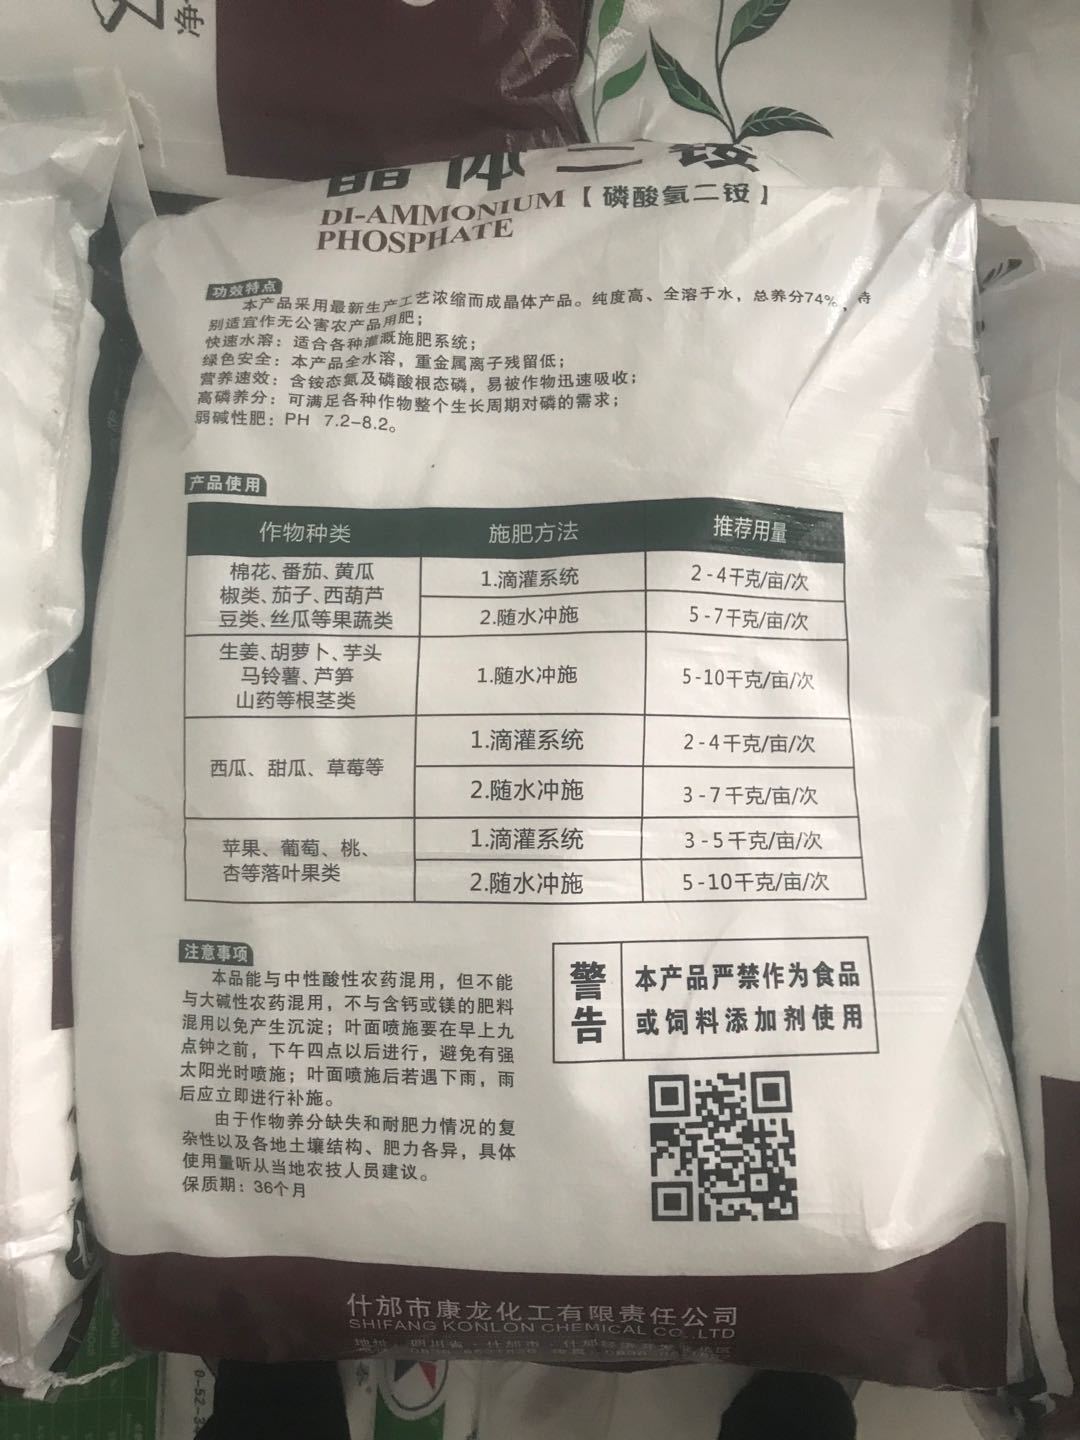 净
晶体二铵
DI-AMMONIUM【磷酸氢二铵】
PHOSPHATE
功效特点
本产品采用最新生产工艺浓缩而成晶体产品。纯度高、全溶于水，总养分74%，特
别适宜作无公害农产品用肥；
快速水溶：适合各种灌溉施肥系统；
绿色安全：本产品全水溶，重金属离子残留低；
营养速效：含铵态氮及磷酸根态磷，易被作物迅速吸收；
高磷养分：可满足各种作物整个生长周期对磷的需求；
弱碱性肥：PH 7.2-8.2。
产品使用
作物种类 施肥方法 推荐用量
棉花、番茄、黄瓜
椒类、茄子、西葫芦
豆类、丝瓜等果蔬类
1.滴灌系统 2-4千克/亩/次
2.随水冲施 5-7千克/亩/次
生姜、胡萝卜、芋头
马铃薯、芦笋
山药等根茎类
1.随水冲施 5-10千克/亩/次
西瓜、甜瓜、草莓等
1.滴灌系统 2-4千克/亩/次
2.随水冲施 3-7千克/亩/次
苹果、葡萄、桃、
杏等落叶果类
1.滴灌系统 3-5千克/亩/次
2.随水冲施 5-10千克/亩/次
注意事项
本品能与中性酸性农药混用，但不能
与大碱性农药混用，不与含钙或镁的肥料
混用以免产生沉淀；叶面喷施要在早上九
点钟之前，下午四点以后进行，避免有强
太阳光时喷施；叶面喷施后若遇下雨，雨
后应立即进行补施。
由于作物养分缺失和耐肥力情况的复
杂性以及各地土壤结构、肥力各异，具体
使用量听从当地农技人员建议。
保质期：36个月
警告
本产品严禁作为食品
或饲料添加剂使用
什邡市康龙化工有限责任公司
SHIFANG KONLON CHEMICAL CO.,LTD
地址：四川省·什邡市·什邡经济开发区